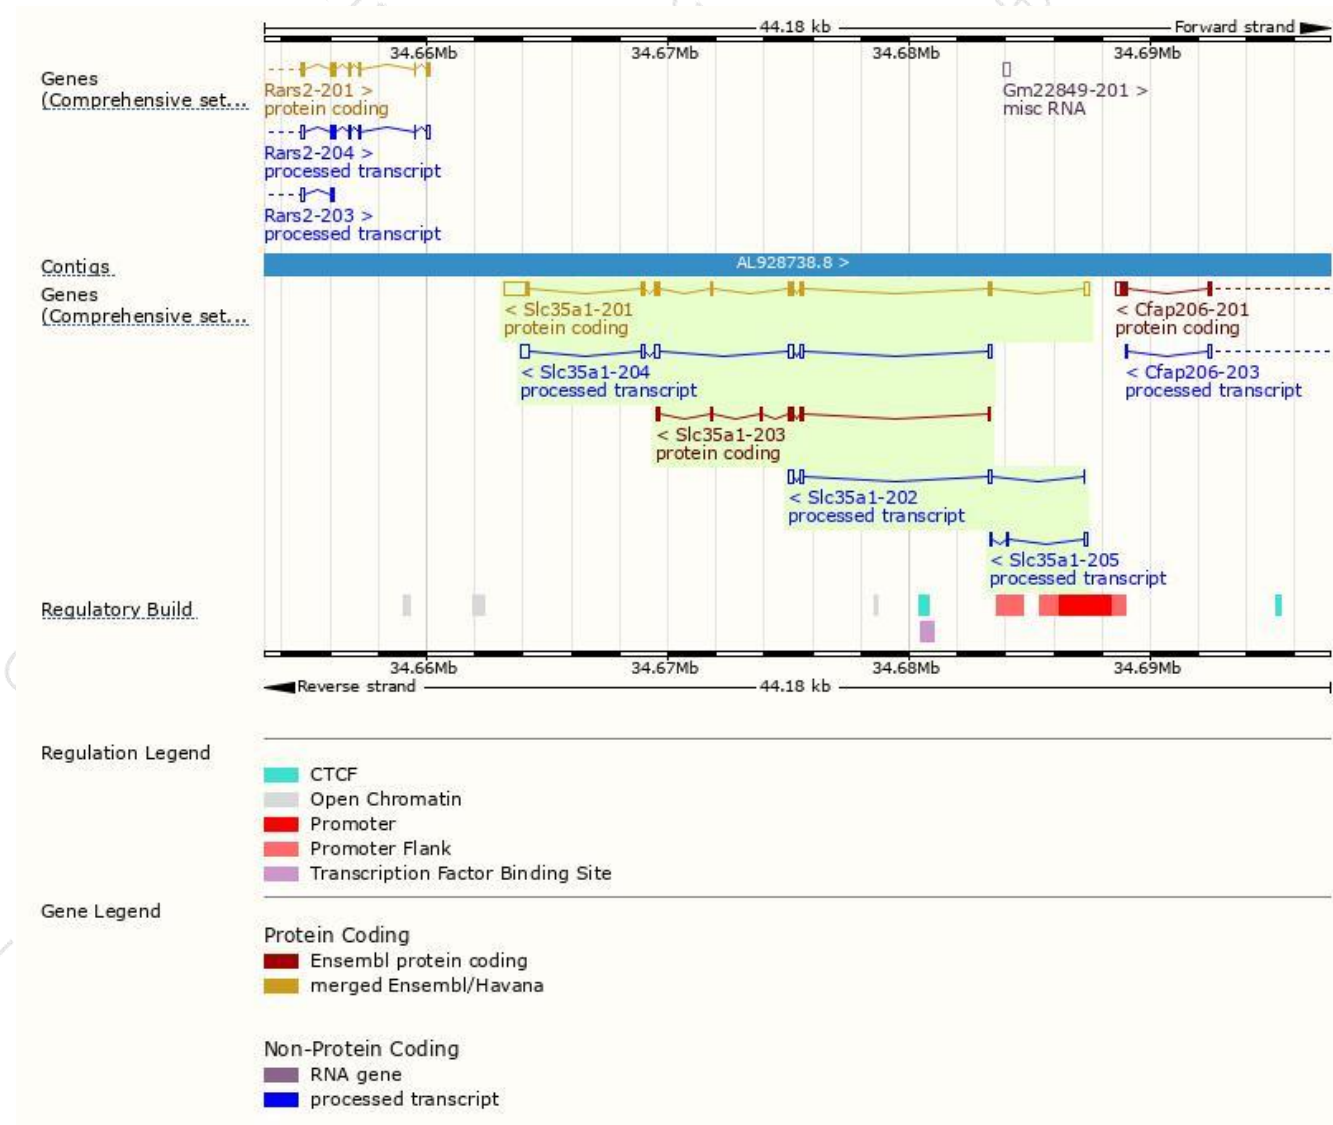 44.18 kb
Forward strand
34.66Mb 34.67Mb 34.68Mb 34.69Mb
Genes
(Comprehensive set...
Rars2-201 >
protein coding
Gm22849-201 >
misc RNA
Rars2-204 >
processed transcript
Rars2-203 >
processed transcript
Contigs
AL928738.8 >
Genes
(Comprehensive set...
< Slc35a1-201
protein coding
< Cfap206-201
protein coding
< Slc35a1-204
processed transcript
< Cfap206-203
processed transcript
< Slc35a1-203
protein coding
< Slc35a1-202
processed transcript
< Slc35a1-205
processed transcript
Regulatory Build
34.66Mb 34.67Mb 34.68Mb 34.69Mb
Reverse strand
44.18 kb
Regulation Legend
CTCF
Open Chromatin
Promoter
Promoter Flank
Transcription Factor Binding Site
Gene Legend
Protein Coding
Ensembl protein coding
merged Ensembl/Havana
Non-Protein Coding
RNA gene
processed transcript